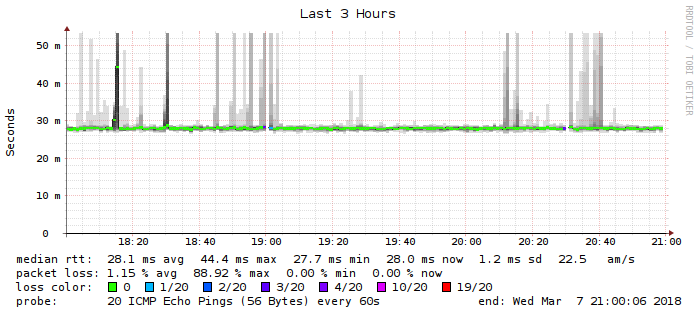 Last 3 Hours
RRDTOOL / TOBI OETIKER
Seconds
50 m
40 m
30 m
20 m
10 m
0
18:20 18:40 19:00 19:20 19:40 20:00 20:20 20:40 21:00
median rtt: 28.1 ms avg 44.4 ms max 27.7 ms min 28.0 ms now 1.2 ms sd 22.5 am/s
packet loss: 1.15 % avg 88.92 % max 0.00 % min 0.00 % now
loss color: 0 1/20 2/20 3/20 4/20 10/20 19/20
probe: 20 ICMP Echo Pings (56 Bytes) every 60s end: Wed Mar 7 21:00:06 2018